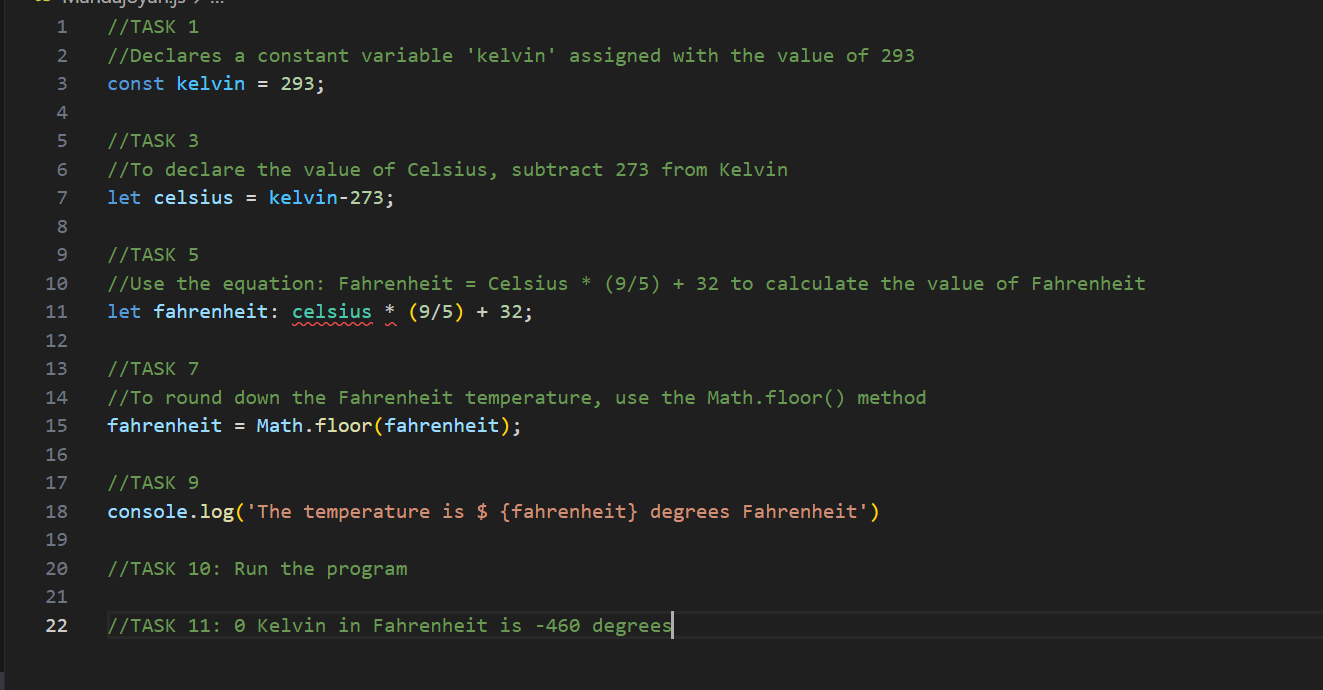 1 //TASK 1
2 //Declares a constant variable 'kelvin' assigned with the value of 293
3 const kelvin = 293;
4
5 //TASK 3
6 //To declare the value of Celsius, subtract 273 from Kelvin
7 let celsius = kelvin-273;
8
9 //TASK 5
10 //Use the equation: Fahrenheit = Celsius * (9/5) + 32 to calculate the value of Fahrenheit
11 let fahrenheit: celsius * (9/5) + 32;
12
13 //TASK 7
14 //To round down the Fahrenheit temperature, use the Math.floor() method
15 fahrenheit = Math.floor(fahrenheit);
16
17 //TASK 9
18 console.log('The temperature is $ {fahrenheit} degrees Fahrenheit')
19
20 //TASK 10: Run the program
21
22 //TASK 11: 0 Kelvin in Fahrenheit is -460 degrees